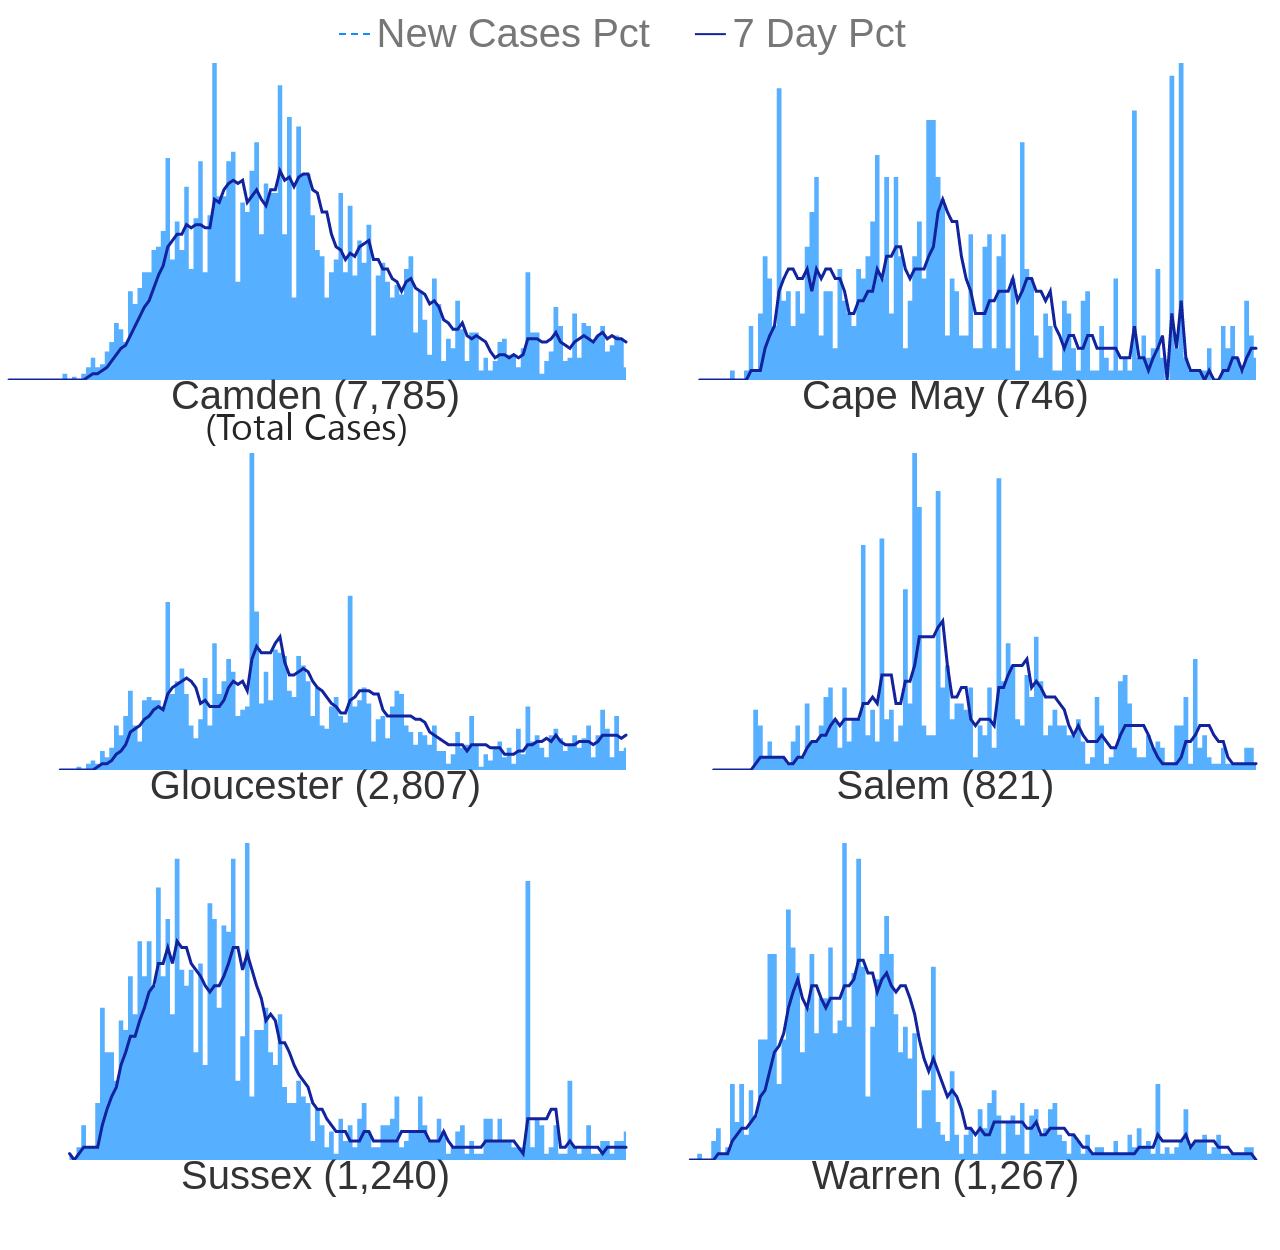 New Cases Pct 7 Day Pct
Camden (7,785) Cape May (746)
(Total Cases)
Gloucester (2,807) Salem (821)
Sussex (1,240) Warren (1,267)